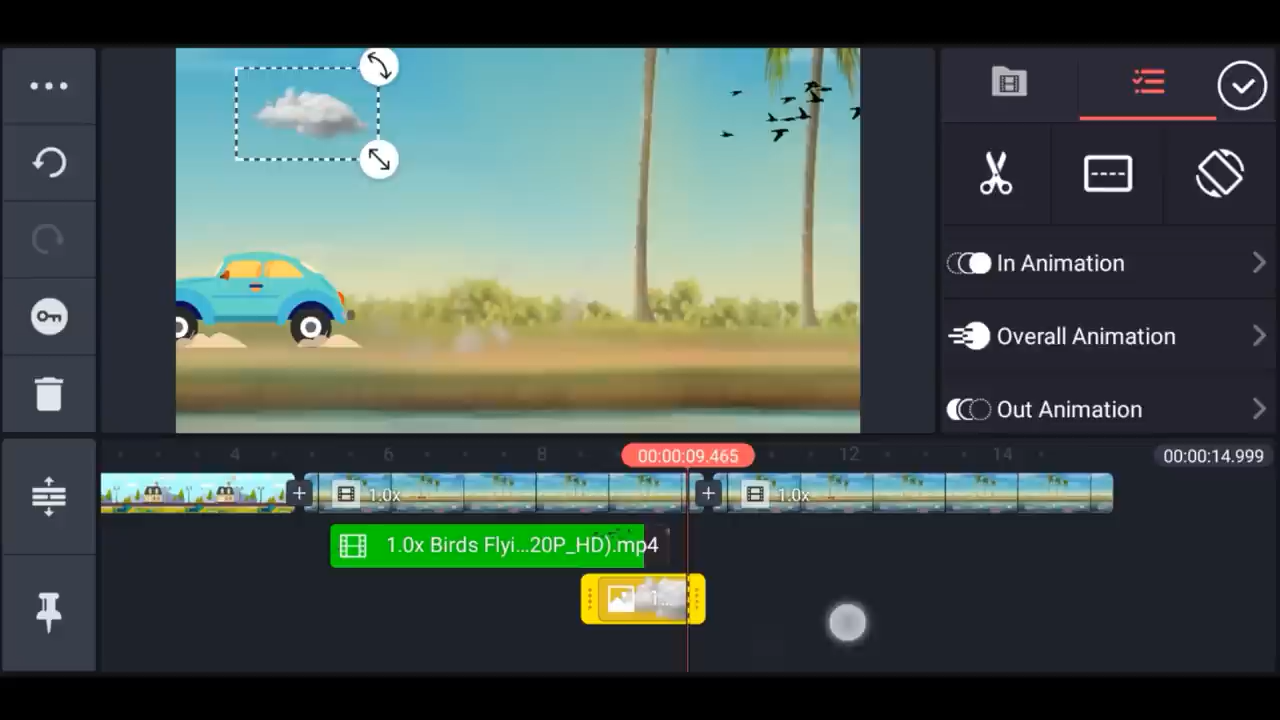 In Animation
Overall Animation
Out Animation
4
6
8
00:00:09.465
12
14
00:00:14.999
1.0x
1.0x
1.0x Birds Flyi...20P_HD).mp4
1...